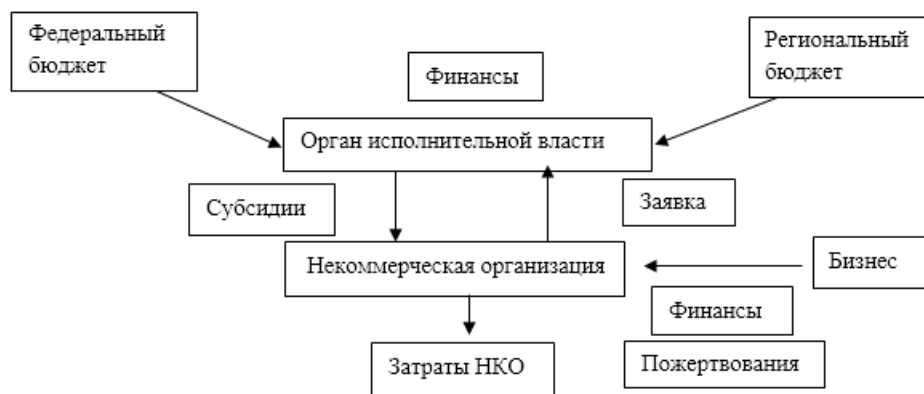 Федеральный
бюджет
Финансы
Региональный
бюджет
Орган исполнительной власти
Субсидии
Заявка
Некоммерческая организация
Бизнес
Финансы
Затраты НКО
Пожертвования